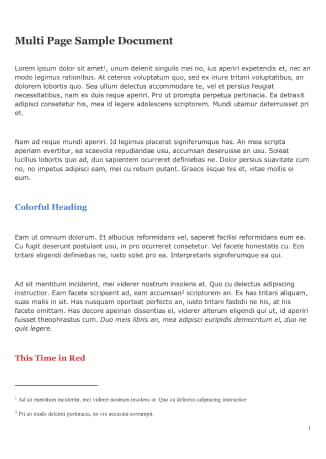 Multi Page Sample Document
Lorem ipsum dolor sit amet¹, unum delenit singulis mei no, ius aperiri expetendis et, nec an
modo legimus rationibus. At ceteros voluptatum quo, sed ex iriure tritani voluptatibus, an
dolorem lobortis quo. Sea ullum delectus accommodare te, vel et persius feugiat
necessitatibus, nam ex duis reque aperiri. Pro ut prompta perpetua pertinacia. Ea detraxit
adipisci consetetur his, mea id legere adolescens scriptorem. Mundi utamur deterruisset pri
et.
Nam ad reque mundi aperiri. Id legimus placerat signiferumque has. An mea scripta
aperiam evertitur, ea scaevola repudiandae usu, accumsan deseruisse an usu. Soleat
lucilius lobortis quo ad, duo sapientem ocurreret definiebas ne. Dolor persius suavitate cum
no, no impetus adipisci eam, mei cu rebum putant. Graece iisque his et, vitae mollis ei
eum.
Colorful Heading
Eam ut omnium dolorum. Et albucius reformidans vel, saperet facilisi reformidans eum ea.
Cu fugit deserunt postulant usu, in pro ocurreret consetetur. Vel facete honestatis cu. Eos
tritani eligendi definiebas ne, iusto solet pro ea. Interpretaris signiferumque ea qui.
Ad sit mentitum inciderint, mei viderer nostrum insolens at. Quo cu delectus adipiscing
instructior. Eam facete scripserit ad, eam accumsan² scriptorem an. Ex has tritani aliquam,
suas malis in sit. Has nusquam oporteat perfecto an, iusto tritani fastidii ne his, at his
facete omittam. Has decore aperiam dissentias ei, viderer alterum eligendi qui ut, id aperiri
fuisset theophrastus cum. Duo meis libris an, mea adipisci euripidis democritum ei, duo ne
quis legere.
This Time in Red
¹ Ad sit mentitum inciderint, mei viderer nostrum insolens at. Quo cu delectus adipiscing instructior
² Pri an modo deleniti pertinacia, no vix accusata corrumpit.
1